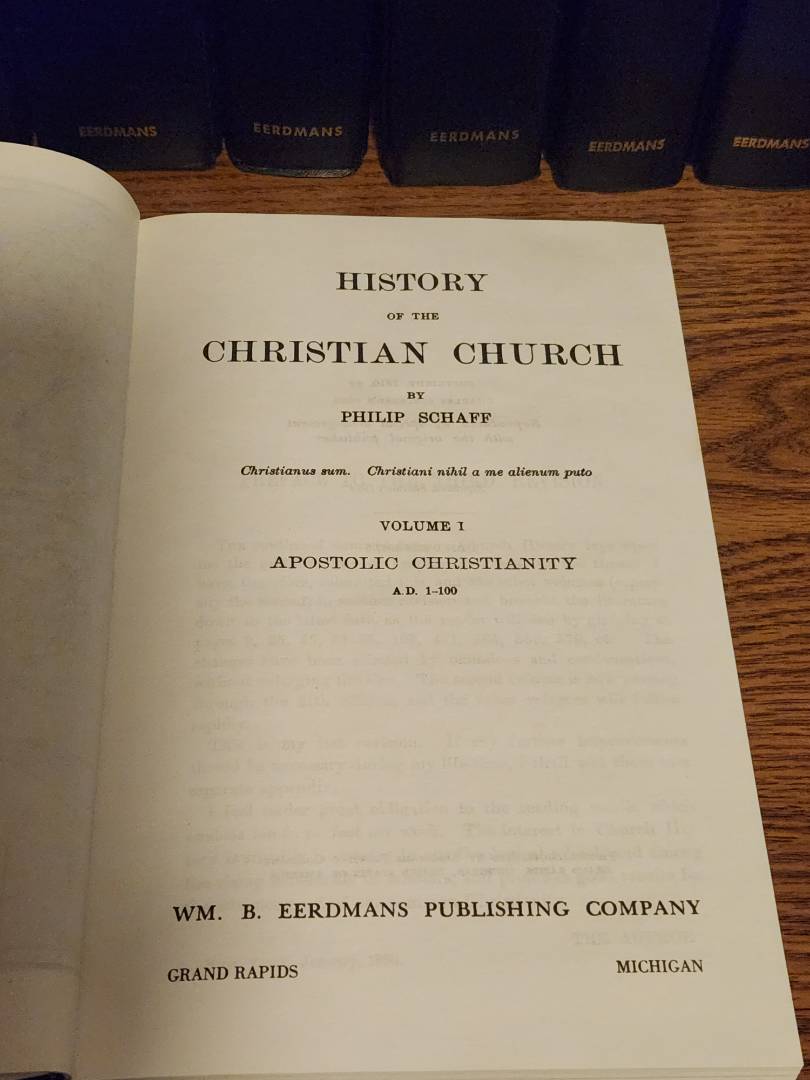 EERDMANS
EERDMANS
EERDMANS
EERDMANS
EERDMANS
HISTORY
OF THE
CHRISTIAN CHURCH
BY
PHILIP SCHAFF
Christianus sum. Christiani nihil a me alienum puto
VOLUME I
APOSTOLIC CHRISTIANITY
A.D. 1–100
WM. B. EERDMANS PUBLISHING COMPANY
GRAND RAPIDS MICHIGAN